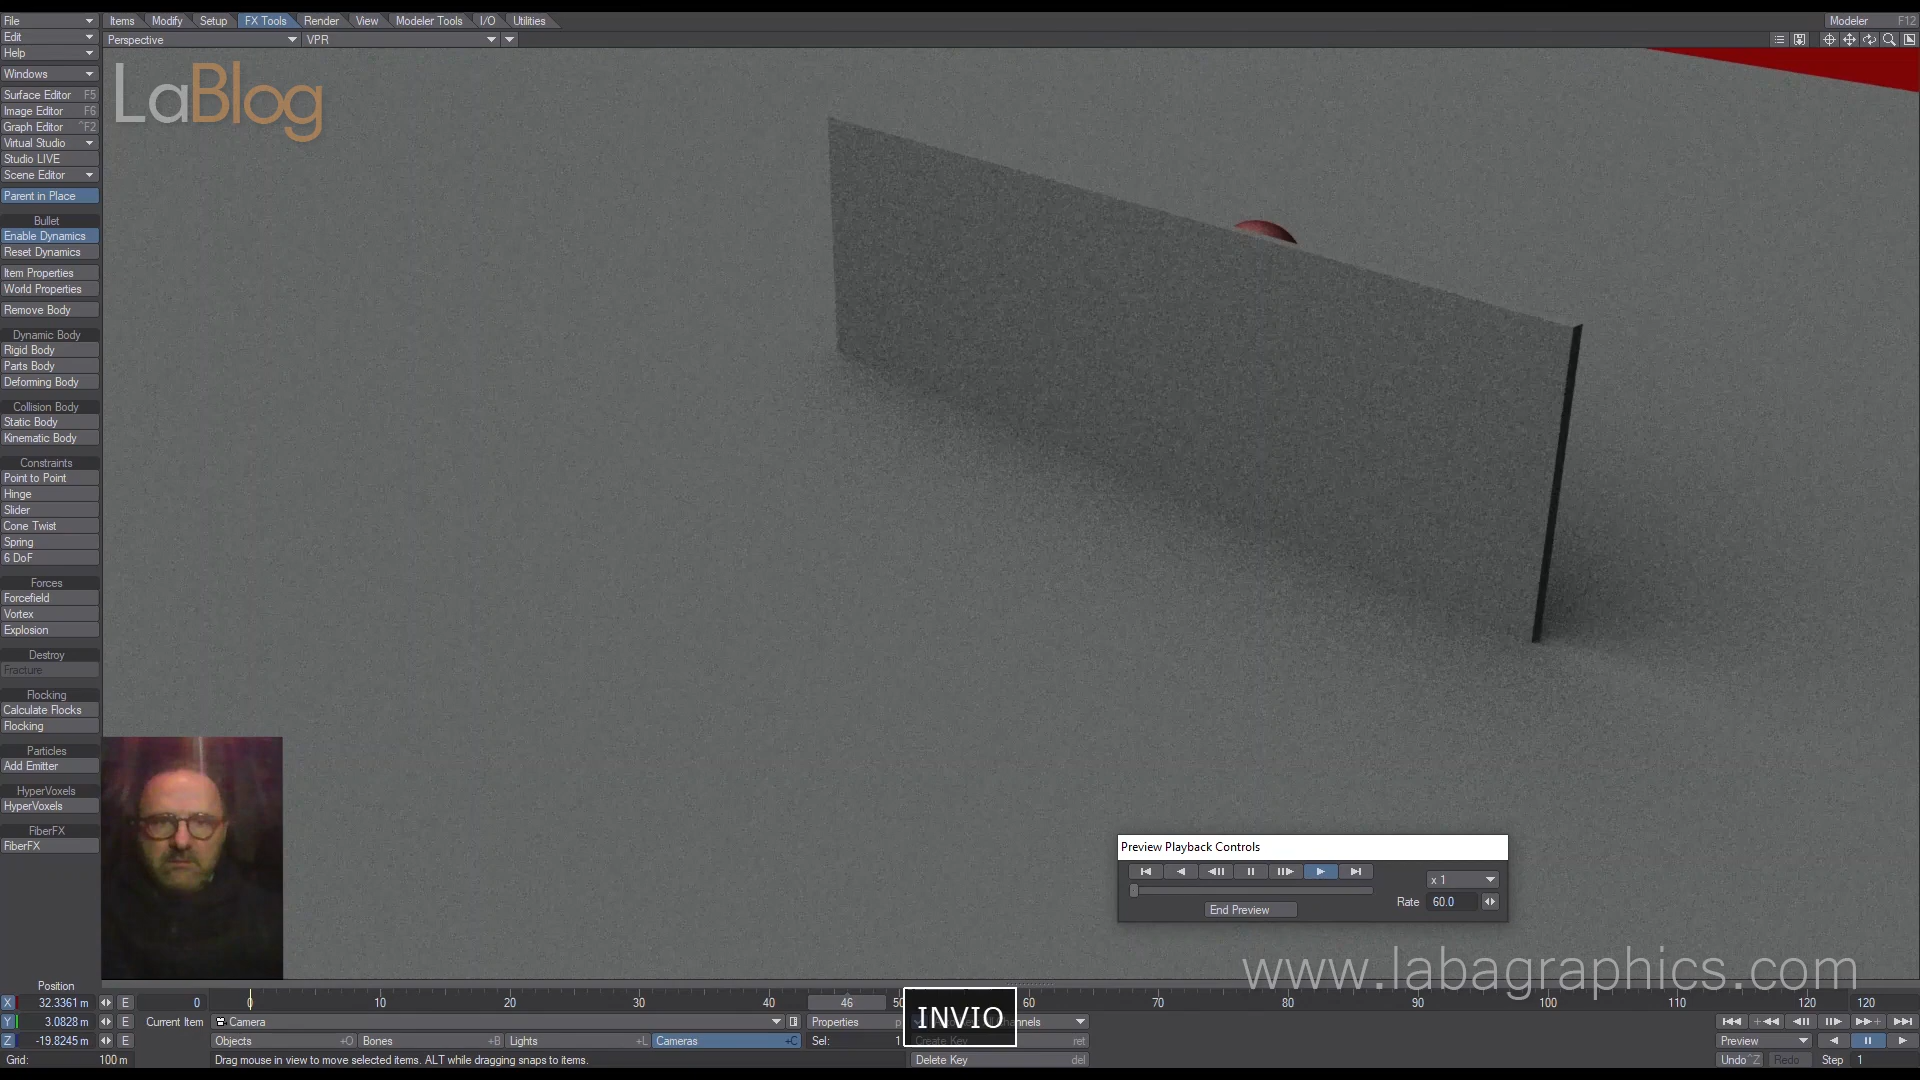 File
Items Modify Setup FX Tools Render View Modeler Tools I/O Utilities
Modeler F12
Edit
Perspective VPR
Help
Windows
Surface Editor F5
Image Editor F6
Graph Editor ^F2
Virtual Studio
Studio LIVE
Scene Editor
Parent in Place
LaBlog
Bullet
Enable Dynamics
Reset Dynamics
Item Properties
World Properties
Remove Body
Dynamic Body
Rigid Body
Parts Body
Deforming Body
Collision Body
Static Body
Kinematic Body
Constraints
Point to Point
Hinge
Slider
Cone Twist
Spring
6 DoF
Forces
Forcefield
Vortex
Explosion
Destroy
Fracture
Flocking
Calculate Flocks
Flocking
Particles
Add Emitter
HyperVoxels
HyperVoxels
FiberFX
FiberFX
Preview Playback Controls
x 1
Rate 60.0
End Preview
www.labagraphics.com
Position
X 32.3361 m E 0 0 10 20 30 40 46 60 70 80 90 100 110 120 120
Y 3.0828 m E Current Item Camera Properties p
Z -19.8245 m E Objects +O Bones +B Lights +L Cameras +C Sel: 1 Create Key ret
Preview
Grid: 100 m Drag mouse in view to move selected items. ALT while dragging snaps to items.
Delete Key del
Undo ^Z Redo Step 1
INVIO